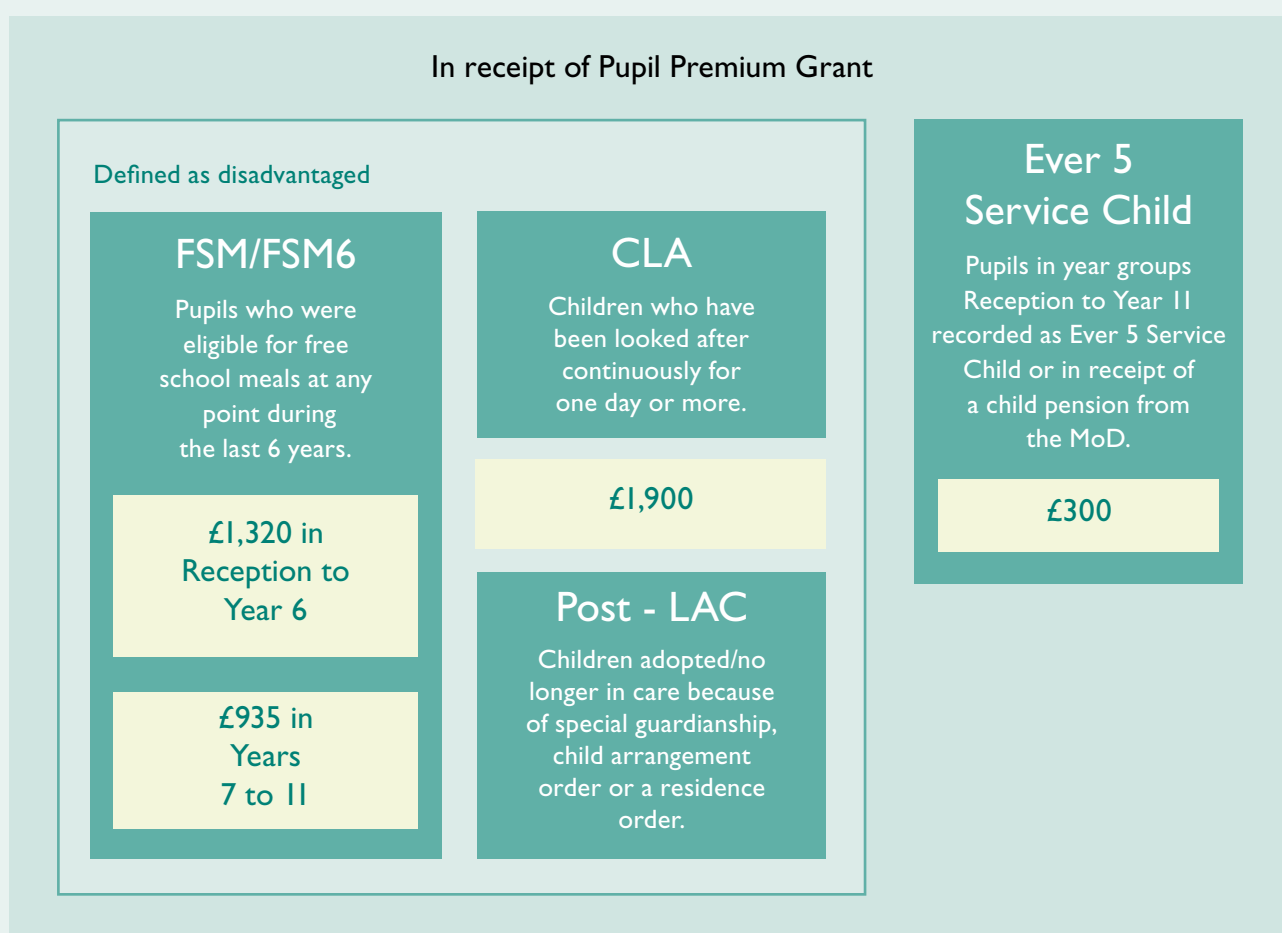 In receipt of Pupil Premium Grant
Defined as disadvantaged
FSM/FSM6
Pupils who were
eligible for free
school meals at any
point during
the last 6 years.
£1,320 in
Reception to
Year 6
£935 in
Years
7 to 11
CLA
Children who have
been looked after
continuously for
one day or more.
£1,900
Post - LAC
Children adopted/no
longer in care because
of special guardianship,
child arrangement
order or a residence
order.
Ever 5
Service Child
Pupils in year groups
Reception to Year 11
recorded as Ever 5 Service
Child or in receipt of
a child pension from
the MoD.
£300